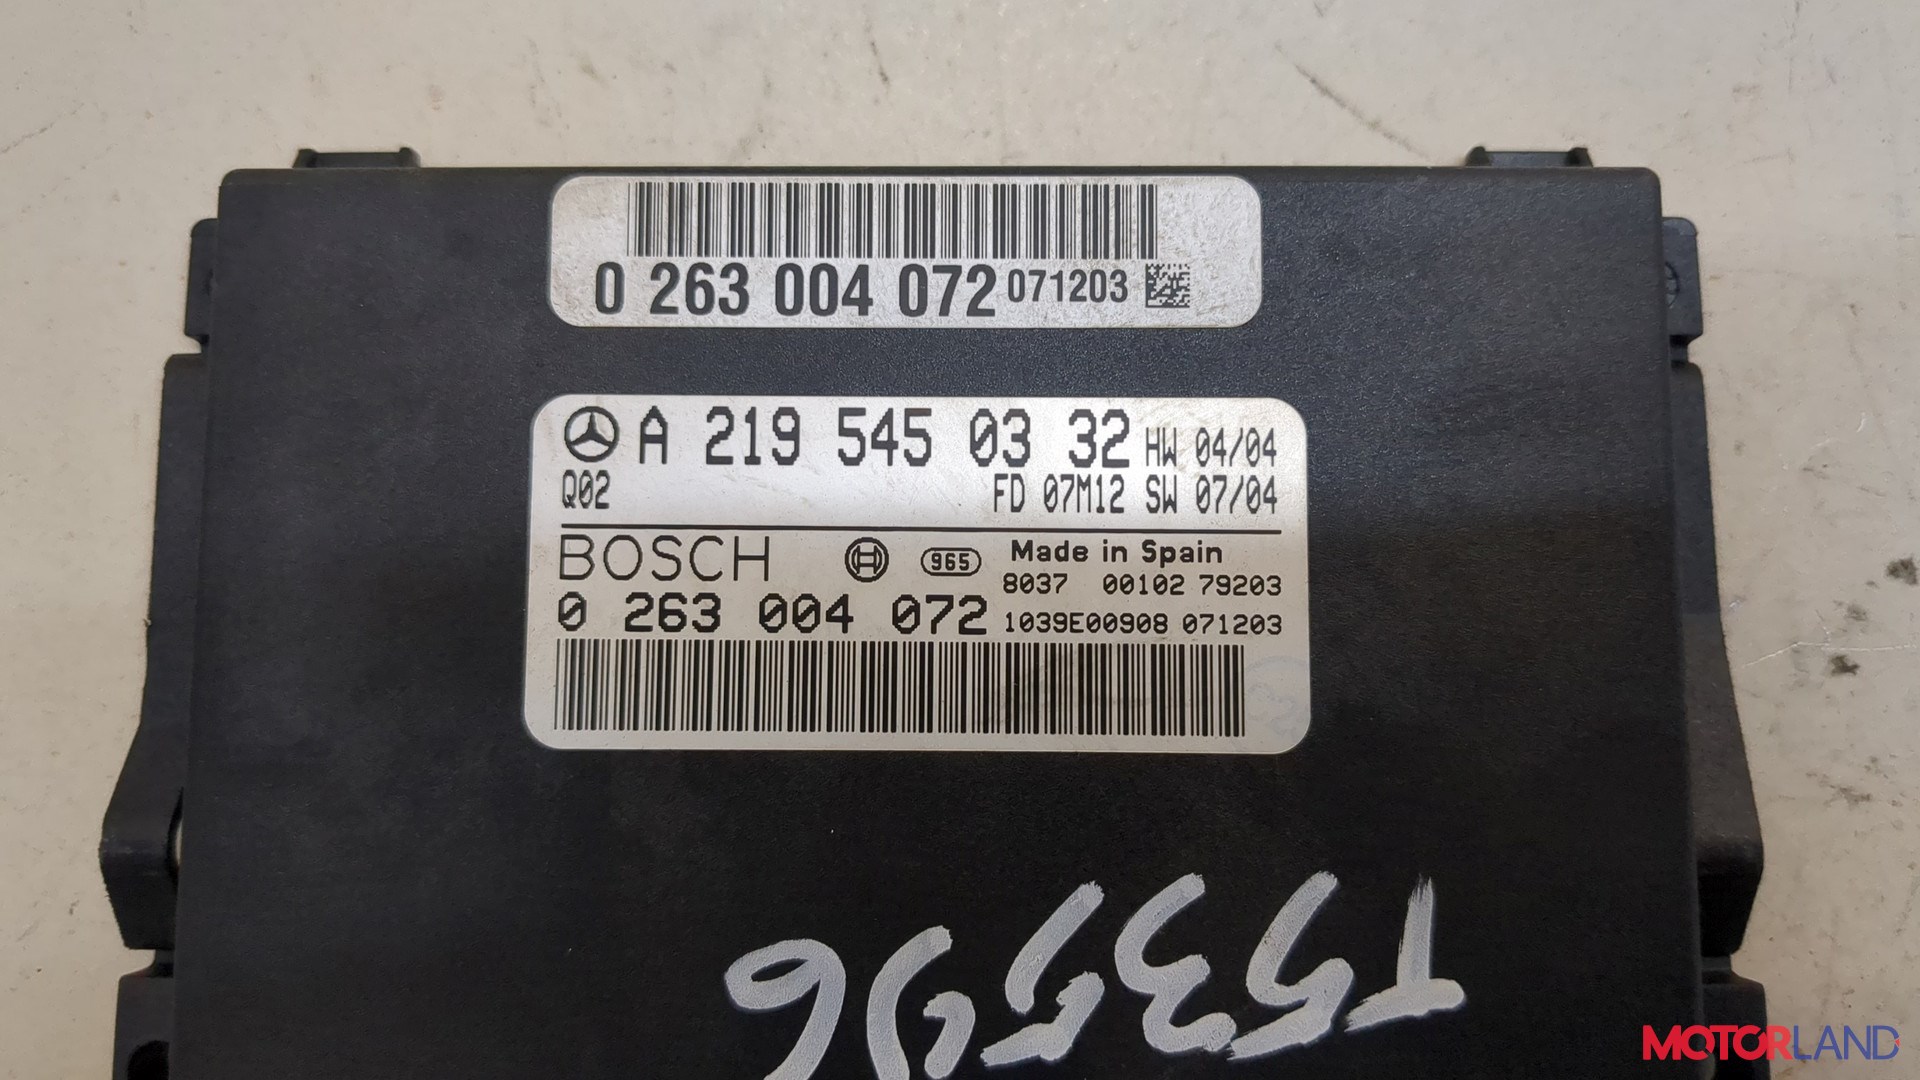 0 263 004 072 071203
A 219 545 03 32 HW 04/04
Q02 FD 07M12 SW 07/04
BOSCH 965 Made in Spain
8037 00102 79203
0 263 004 072 1039E00908 071203
MOTORLAND